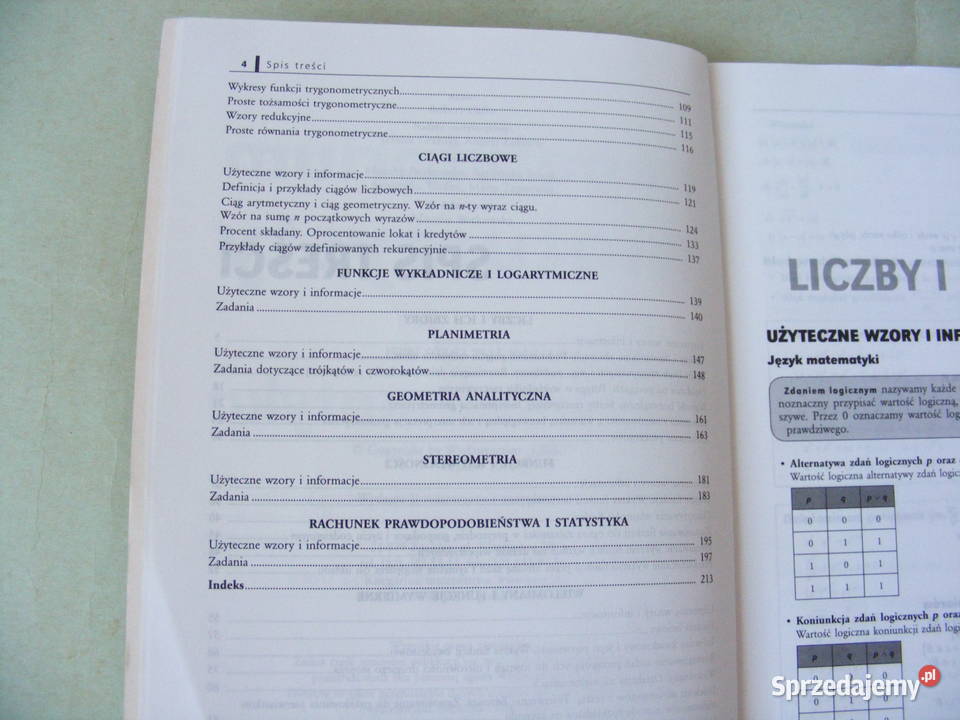 4 Spis treści
Wykresy funkcji trygonometrycznych 109
Proste tożsamości trygonometryczne 111
Wzory redukcyjne 115
Proste równania trygonometryczne 116
CIĄGI LICZBOWE
Użyteczne wzory i informacje 119
Definicja i przykłady ciągów liczbowych 121
Ciąg arytmetyczny i ciąg geometryczny. Wzór na n-ty wyraz ciągu.
Wzór na sumę n początkowych wyrazów 124
Procent składany. Oprocentowanie lokat i kredytów 133
Przykłady ciągów zdefiniowanych rekurencyjnie 137
FUNKCJE WYKŁADNICZE I LOGARYTMICZNE
Użyteczne wzory i informacje 139
Zadania 140
PLANIMETRIA
Użyteczne wzory i informacje 147
Zadania dotyczące trójkątów i czworokątów 148
GEOMETRIA ANALITYCZNA
Użyteczne wzory i informacje 161
Zadania 163
STEREOMETRIA
Użyteczne wzory i informacje 181
Zadania 183
RACHUNEK PRAWDOPODOBIEŃSTWA I STATYSTYKA
Użyteczne wzory i informacje 195
Zadania 197
Indeks 213
LICZBY I
UŻYTECZNE WZORY I INF
Język matematyki
Zdaniem logicznym nazywamy każde
noznaczny przypisać wartość logiczną,
szywe. Przez 0 oznaczamy wartość log
prawdziwego.
• Alternatywa zdań logicznych p oraz
Wartość logiczna alternatywy zdań logic
p q p ∨ q
0 0 0
0 1 1
1 0 1
1 1 1
• Koniunkcja zdań logicznych p oraz
Wartość logiczna koniunkcji zdań logi
p q p ∧ q
0 0 0
Sprzedajemy.pl